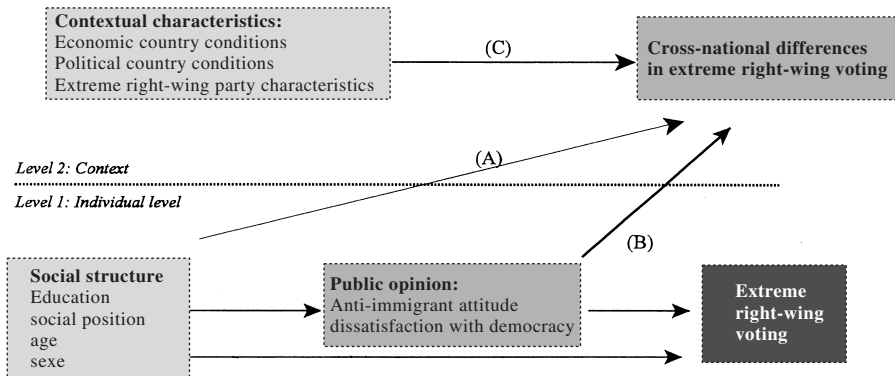 Contextual characteristics:
Economic country conditions
Political country conditions
Extreme right-wing party characteristics
(C)
Cross-national differences
in extreme right-wing voting
(A)
Level 2: Context
Level 1: Individual level
(B)
Social structure
Education
social position
age
sexe
Public opinion:
Anti-immigrant attitude
dissatisfaction with democracy
Extreme
right-wing
voting